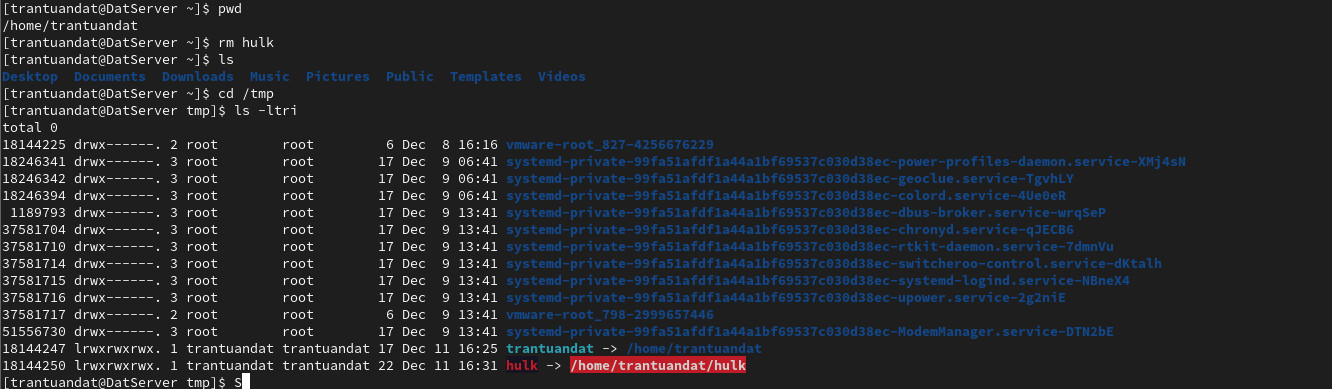 [trantuandat@DatServer ~]$ pwd
/home/trantuandat
[trantuandat@DatServer ~]$ rm hulk
[trantuandat@DatServer ~]$ ls
Desktop  Documents  Downloads  Music  Pictures  Public  Templates  Videos
[trantuandat@DatServer ~]$ cd /tmp
[trantuandat@DatServer tmp]$ ls -ltri
total 0
18144225 drwx------. 2 root       root         6 Dec  8 16:16 vmware-root_827-4256676229
18246341 drwx------. 3 root       root        17 Dec  9 06:41 systemd-private-99fa51afdf1a44a1bf69537c030d38ec-power-profiles-daemon.service-XMj4sN
18246342 drwx------. 3 root       root        17 Dec  9 06:41 systemd-private-99fa51afdf1a44a1bf69537c030d38ec-geoclue.service-TgvhLY
18246394 drwx------. 3 root       root        17 Dec  9 06:41 systemd-private-99fa51afdf1a44a1bf69537c030d38ec-colord.service-4Ue0eR
 1189793 drwx------. 3 root       root        17 Dec  9 13:41 systemd-private-99fa51afdf1a44a1bf69537c030d38ec-dbus-broker.service-wrqSeP
37581704 drwx------. 3 root       root        17 Dec  9 13:41 systemd-private-99fa51afdf1a44a1bf69537c030d38ec-chronyd.service-qJECB6
37581710 drwx------. 3 root       root        17 Dec  9 13:41 systemd-private-99fa51afdf1a44a1bf69537c030d38ec-rtkit-daemon.service-7dmnVu
37581714 drwx------. 3 root       root        17 Dec  9 13:41 systemd-private-99fa51afdf1a44a1bf69537c030d38ec-switcheroo-control.service-dKtalh
37581715 drwx------. 3 root       root        17 Dec  9 13:41 systemd-private-99fa51afdf1a44a1bf69537c030d38ec-systemd-logind.service-NBneX4
37581716 drwx------. 3 root       root        17 Dec  9 13:41 systemd-private-99fa51afdf1a44a1bf69537c030d38ec-upower.service-2g2niE
37581717 drwx------. 2 root       root         6 Dec  9 13:41 vmware-root_798-2999657446
51556730 drwx------. 3 root       root        17 Dec  9 13:41 systemd-private-99fa51afdf1a44a1bf69537c030d38ec-ModemManager.service-DTN2bE
18144247 lrwxrwxrwx. 1 trantuandat trantuandat 17 Dec 11 16:25 trantuandat -> /home/trantuandat
18144250 lrwxrwxrwx. 1 trantuandat trantuandat 22 Dec 11 16:31 hulk -> /home/trantuandat/hulk
[trantuandat@DatServer tmp]$ S